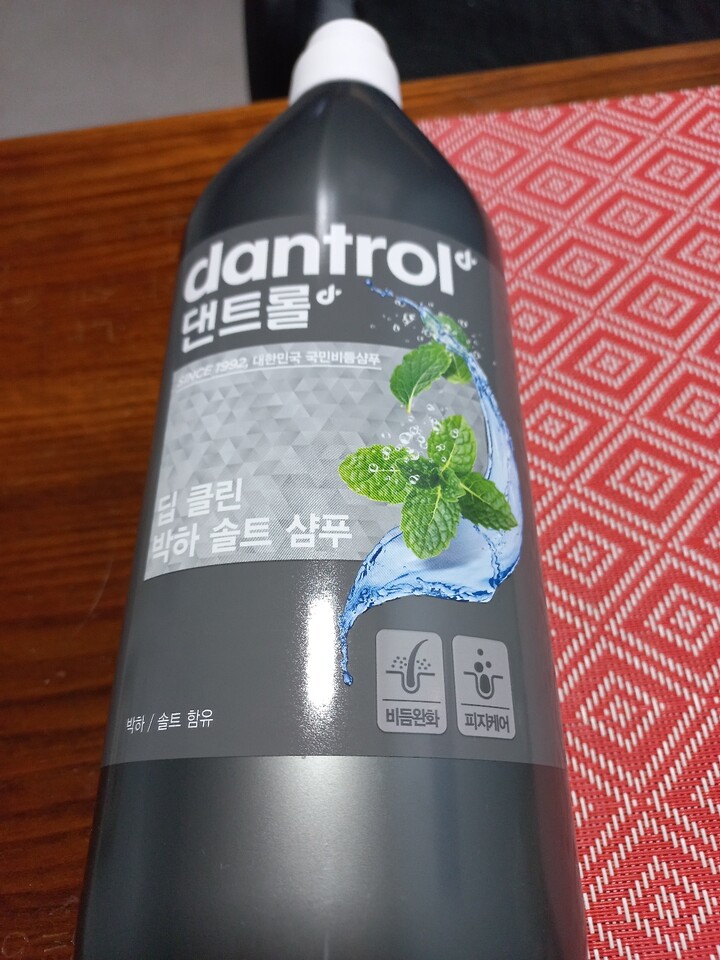 dantrol
댄트롤
SINCE 1992, 대한민국 국민비듬샴푸
딥 클린
박하 솔트 샴푸
비듬완화
피지케어
박하 / 솔트 함유